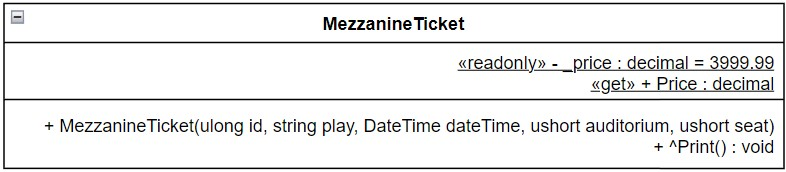 MezzanineTicket
«readonly» - _price : decimal = 3999.99
«get» + Price : decimal
+ MezzanineTicket(ulong id, string play, DateTime dateTime, ushort auditorium, ushort seat)
+ ^Print() : void